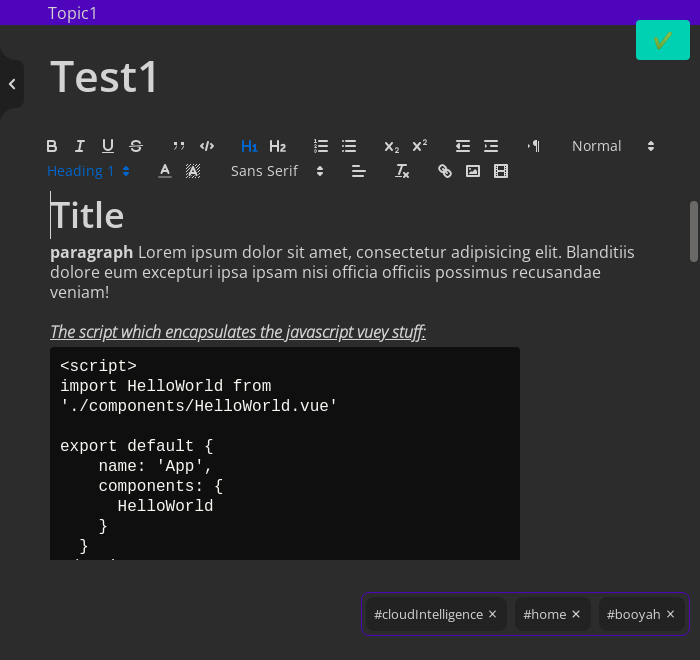 Topic1
Test1
B I U S ” </> H1 H2 x2 x2 ¶ Normal
Heading 1 A A Sans Serif Tx
Title
paragraph Lorem ipsum dolor sit amet, consectetur adipisicing elit. Blanditiis
dolore eum excepturi ipsa ipsam nisi officia officiis possimus recusandae
veniam!
The script which encapsulates the javascript vuey stuff:
<script>
import HelloWorld from
'./components/HelloWorld.vue'
export default {
name: 'App',
components: {
HelloWorld
}
}
#cloudIntelligence × #home × #booyah ×